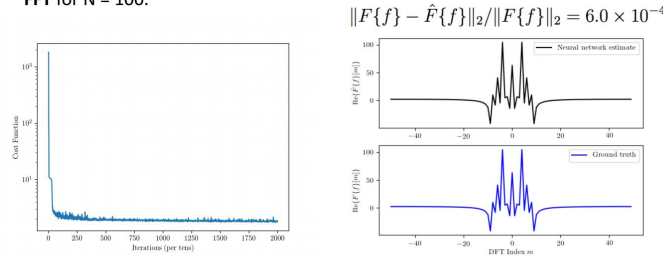 FFT for N = 100.
‖F{f} − F̂{f}‖₂/‖F{f}‖₂ = 6.0 × 10⁻⁴
10³
10²
10¹
Cost Function
0 250 500 750 1000 1250 1500 1750 2000
Iterations (per tens)
100
50
0
Re{F̂{f}[m]}
Neural network estimate
−40 −20 0 20 40
100
50
0
Re{F{f}[m]}
Ground truth
−40 −20 0 20 40
DFT Index m